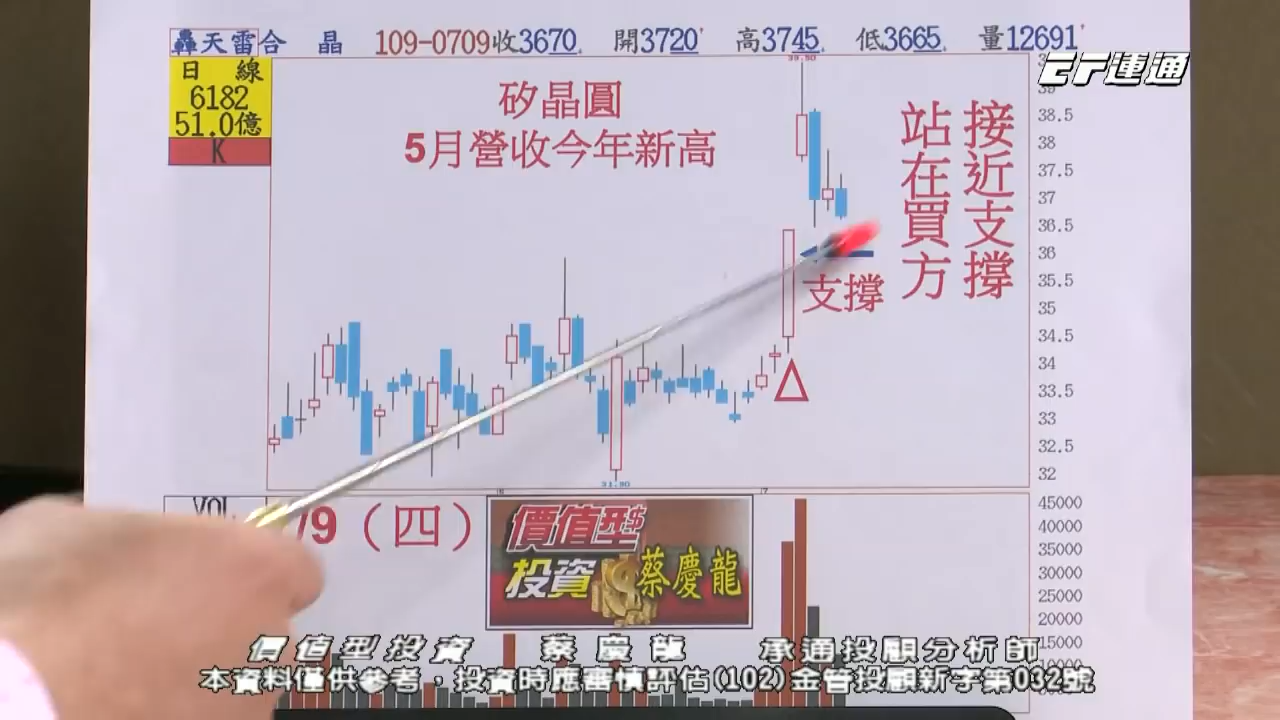 轟天雷合 晶 109-0709收3670 開3720 高3745 低3665 量12691
日 線
6182
51.0億
K
EF連通
39.50
矽晶圓
5月營收今年新高
接近支撐
站在買方
支撐
39
38.5
38
37.5
37
36.5
36
35.5
35
34.5
34
33.5
33
32.5
32
31.90
VOL
/9（四）
7
45000
40000
35000
30000
25000
20000
15000
10000
價值型$
投資
蔡慶龍
價值型投資 蔡慶龍 承通投顧分析師
本資料僅供參考，投資時應審慎評估(102)金管投顧新字第032號